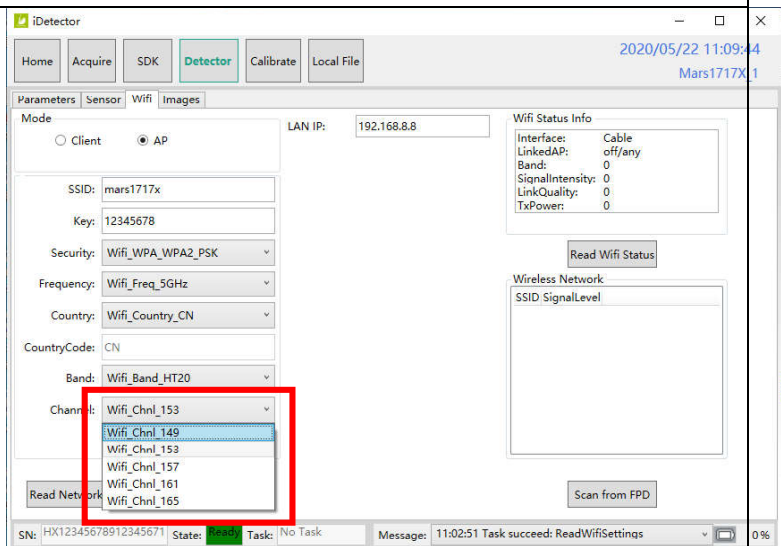 iDetector
Home Acquire SDK Detector Calibrate Local File
2020/05/22 11:09:44
Mars1717X_1
Parameters Sensor Wifi Images
Mode
Client AP
LAN IP: 192.168.8.8
SSID: mars1717x
Key: 12345678
Security: Wifi_WPA_WPA2_PSK
Frequency: Wifi_Freq_5GHz
Country: Wifi_Country_CN
CountryCode: CN
Band: Wifi_Band_HT20
Channel: Wifi_Chnl_153
Wifi_Chnl_149
Wifi_Chnl_153
Wifi_Chnl_157
Wifi_Chnl_161
Wifi_Chnl_165
Read Network
Wifi Status Info
Interface: Cable
LinkedAP: off/any
Band: 0
SignalIntensity: 0
LinkQuality: 0
TxPower: 0
Read Wifi Status
Wireless Network
SSID SignalLevel
Scan from FPD
SN: HX12345678912345671 State: Ready Task: No Task Message: 11:02:51 Task succeed: ReadWifiSettings 0%